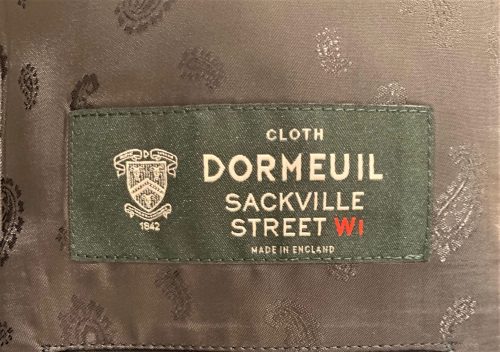 CLOTH
DORMEUIL
SACKVILLE
STREET W1
MADE IN ENGLAND
1842